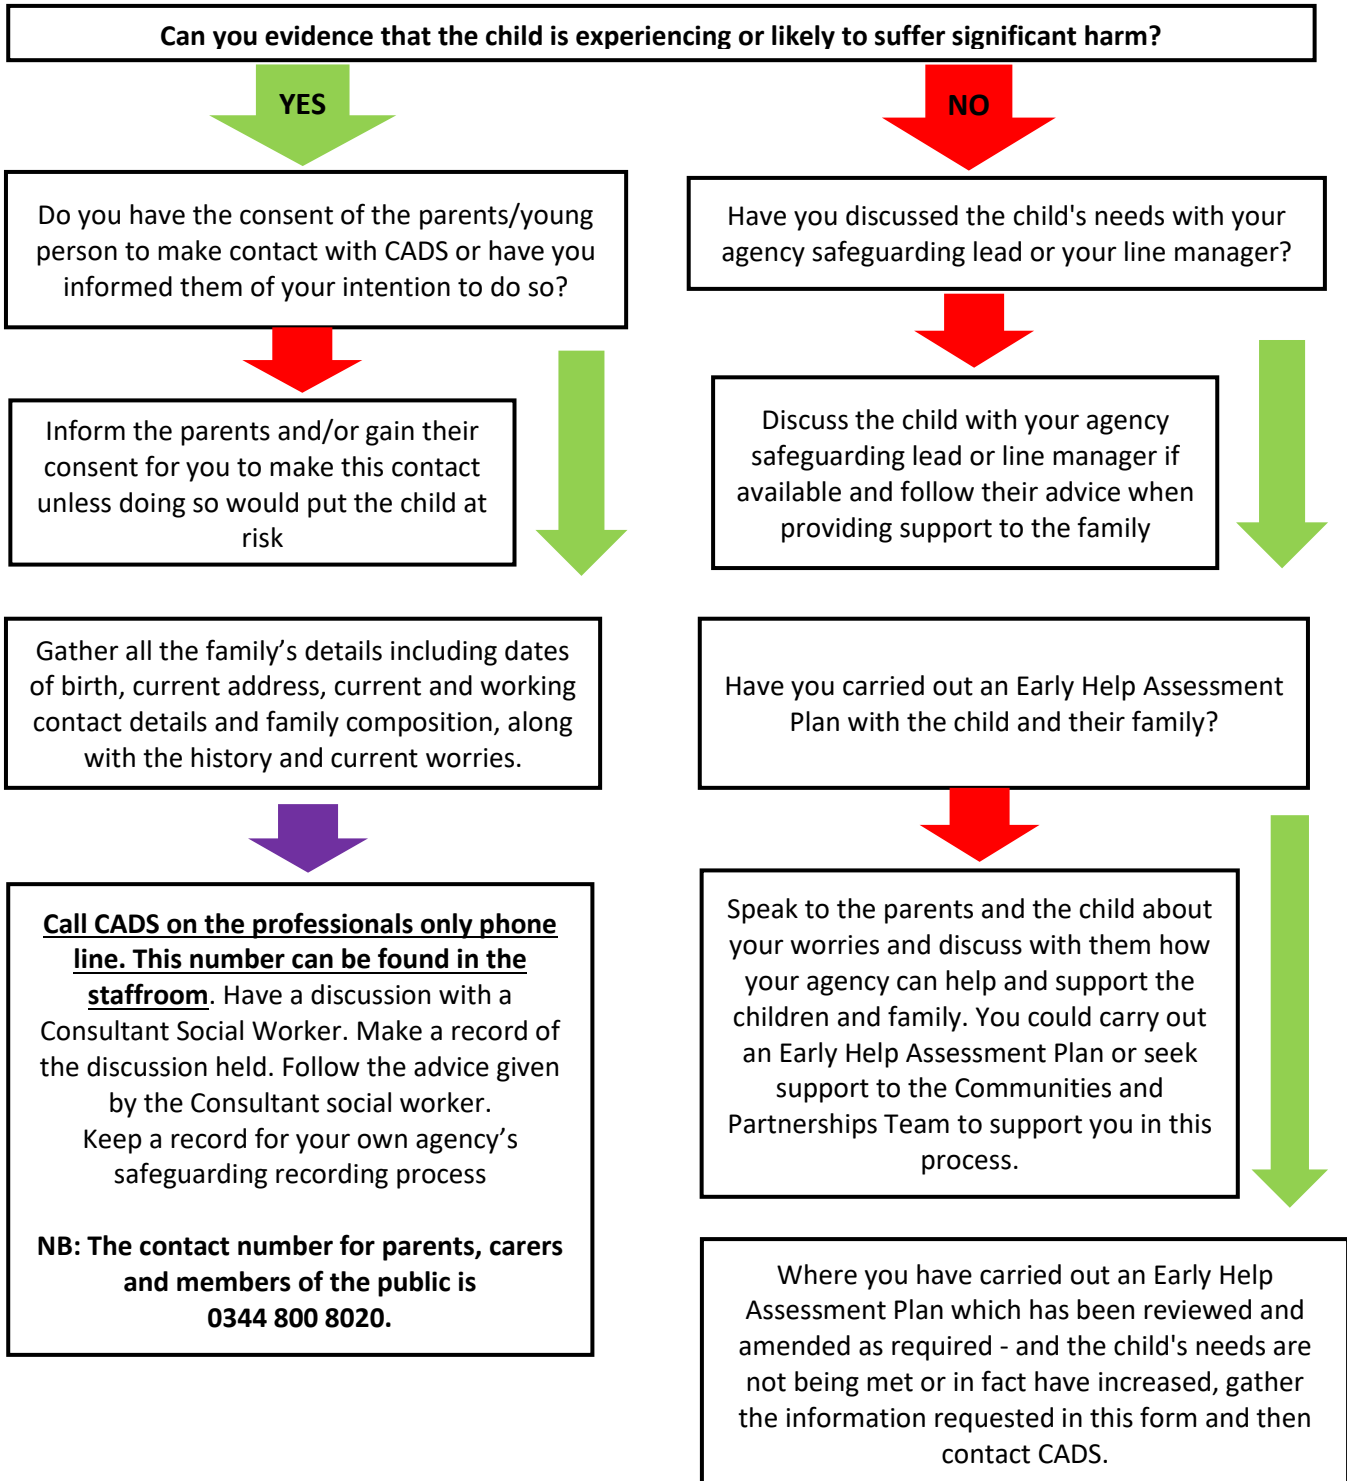 Can you evidence that the child is experiencing or likely to suffer significant harm?
YES
NO
Do you have the consent of the parents/young
person to make contact with CADS or have you
informed them of your intention to do so?
Have you discussed the child's needs with your
agency safeguarding lead or your line manager?
Inform the parents and/or gain their
consent for you to make this contact
unless doing so would put the child at
risk
Discuss the child with your agency
safeguarding lead or line manager if
available and follow their advice when
providing support to the family
Gather all the family’s details including dates
of birth, current address, current and working
contact details and family composition, along
with the history and current worries.
Have you carried out an Early Help Assessment
Plan with the child and their family?
Call CADS on the professionals only phone
line. This number can be found in the
staffroom. Have a discussion with a
Consultant Social Worker. Make a record of
the discussion held. Follow the advice given
by the Consultant social worker.
Keep a record for your own agency’s
safeguarding recording process
NB: The contact number for parents, carers
and members of the public is
0344 800 8020.
Speak to the parents and the child about
your worries and discuss with them how
your agency can help and support the
children and family. You could carry out
an Early Help Assessment Plan or seek
support to the Communities and
Partnerships Team to support you in this
process.
Where you have carried out an Early Help
Assessment Plan which has been reviewed and
amended as required - and the child's needs are
not being met or in fact have increased, gather
the information requested in this form and then
contact CADS.